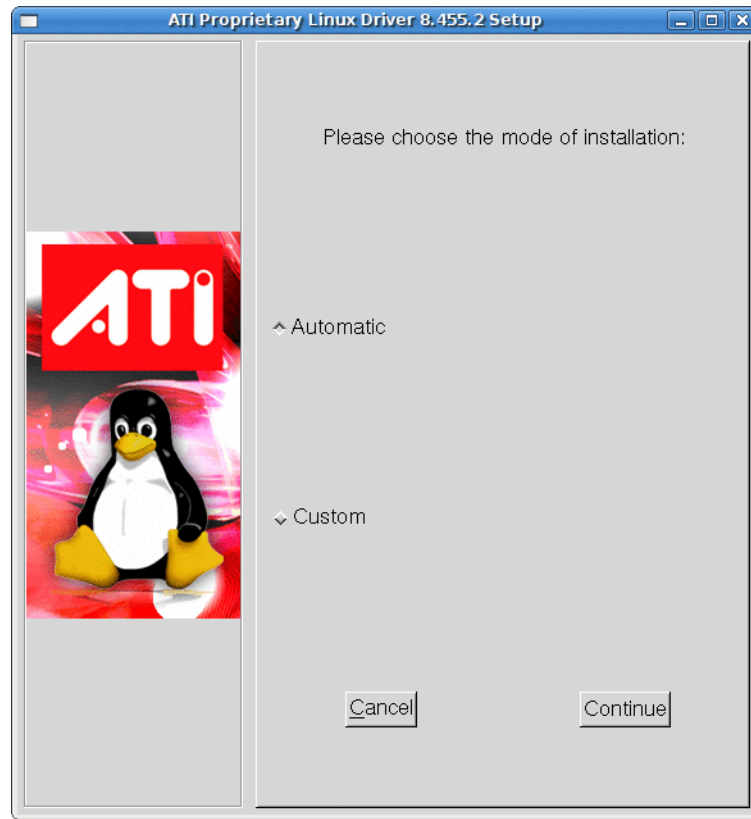 ATI Proprietary Linux Driver 8.455.2 Setup
Please choose the mode of installation:
ATI
Automatic
Custom
Cancel
Continue